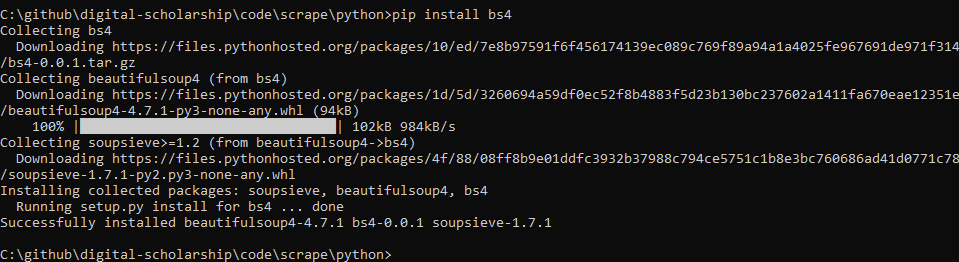 C:\github\digital-scholarship\code\scrape\python>pip install bs4
Collecting bs4
  Downloading https://files.pythonhosted.org/packages/10/ed/7e8b97591f6f456174139ec089c769f89a94a1a4025fe967691de971f314
/bs4-0.0.1.tar.gz
Collecting beautifulsoup4 (from bs4)
  Downloading https://files.pythonhosted.org/packages/1d/5d/3260694a59df0ec52f8b4883f5d23b130bc237602a1411fa670eae12351e
/beautifulsoup4-4.7.1-py3-none-any.whl (94kB)
    100% |████████████████████████████████| 102kB 984kB/s
Collecting soupsieve>=1.2 (from beautifulsoup4->bs4)
  Downloading https://files.pythonhosted.org/packages/4f/88/08ff8b9e01ddfc3932b37988c794ce5751c1b8e3bc760686ad41d0771c78
/soupsieve-1.7.1-py2.py3-none-any.whl
Installing collected packages: soupsieve, beautifulsoup4, bs4
  Running setup.py install for bs4 ... done
Successfully installed beautifulsoup4-4.7.1 bs4-0.0.1 soupsieve-1.7.1
C:\github\digital-scholarship\code\scrape\python>